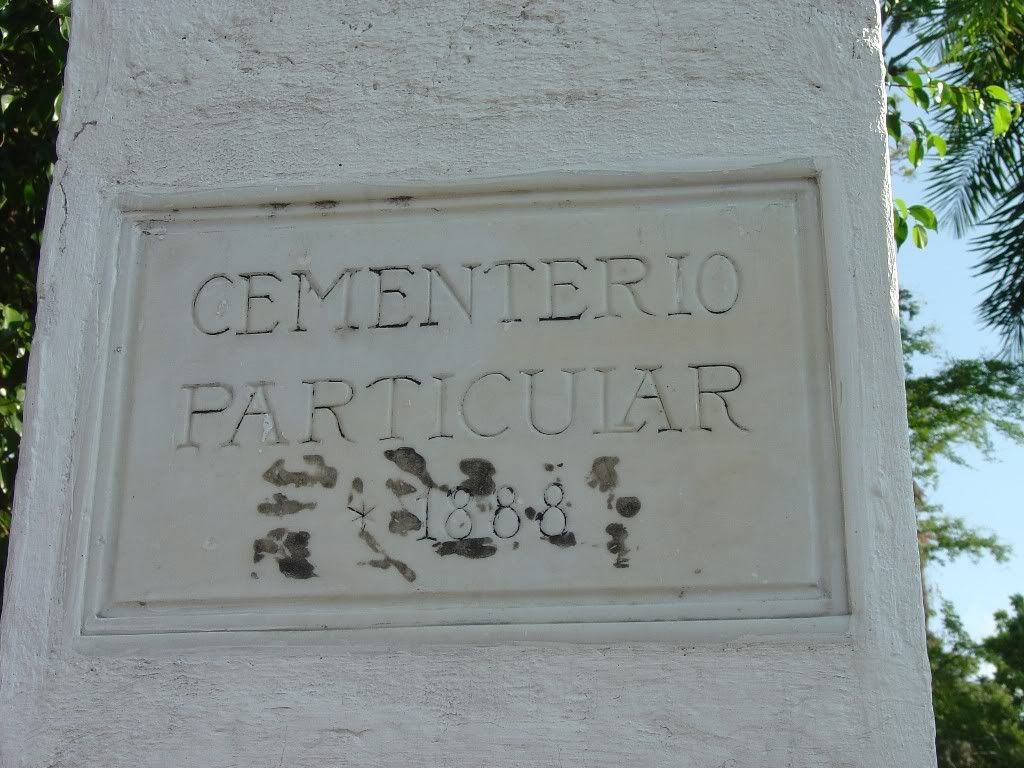 CEMENTERIO
PARTICULAR
* 1888